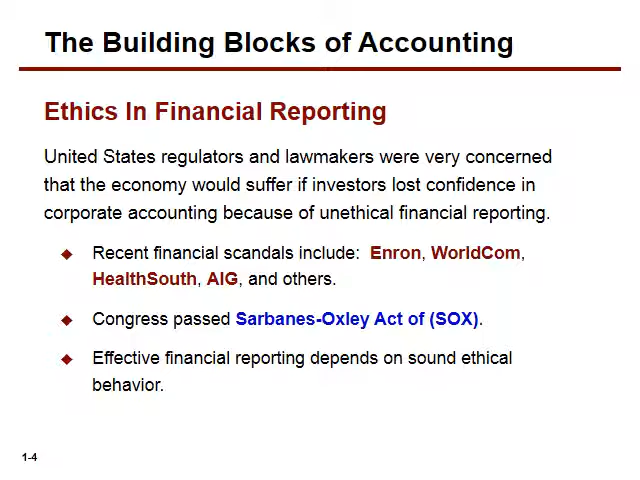 The Building Blocks of Accounting
Ethics In Financial Reporting
United States regulators and lawmakers were very concerned
that the economy would suffer if investors lost confidence in
corporate accounting because of unethical financial reporting.
◆ Recent financial scandals include:  Enron, WorldCom,
HealthSouth, AIG, and others.
◆ Congress passed Sarbanes-Oxley Act of (SOX).
◆ Effective financial reporting depends on sound ethical
behavior.
1-4